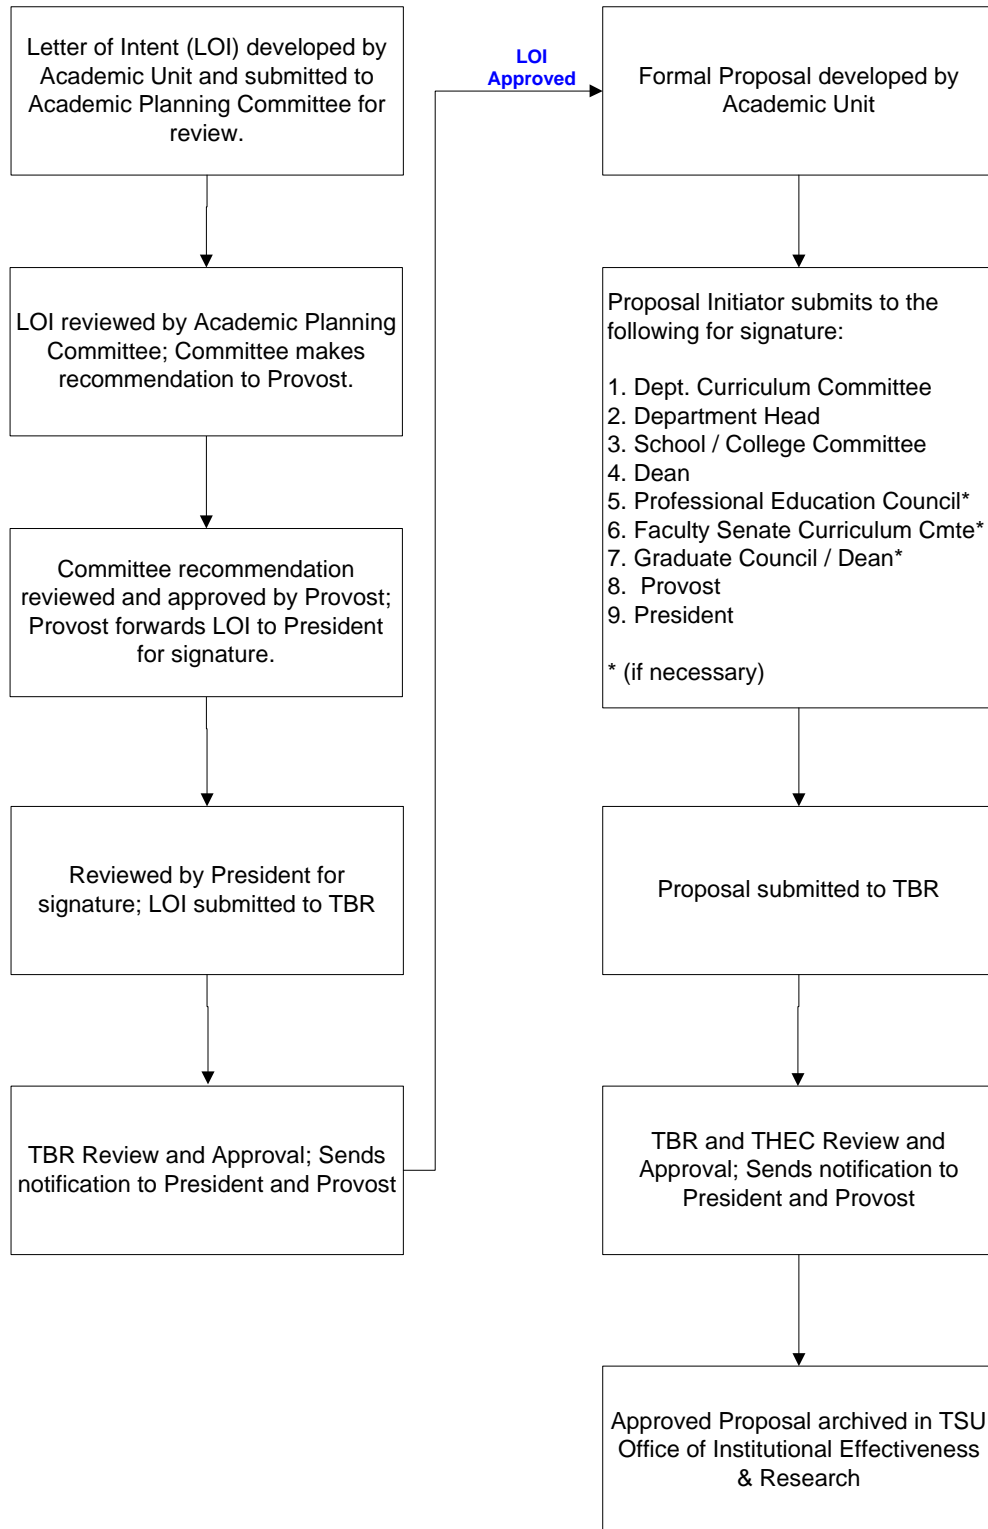 Letter of Intent (LOI) developed by
Academic Unit and submitted to
Academic Planning Committee for
review.
LOI reviewed by Academic Planning
Committee; Committee makes
recommendation to Provost.
Committee recommendation
reviewed and approved by Provost;
Provost forwards LOI to President
for signature.
Reviewed by President for
signature; LOI submitted to TBR
TBR Review and Approval; Sends
notification to President and Provost
LOI
Approved
Formal Proposal developed by
Academic Unit
Proposal Initiator submits to the
following for signature:
1. Dept. Curriculum Committee
2. Department Head
3. School / College Committee
4. Dean
5. Professional Education Council*
6. Faculty Senate Curriculum Cmte*
7. Graduate Council / Dean*
8.  Provost
9. President
* (if necessary)
Proposal submitted to TBR
TBR and THEC Review and
Approval; Sends notification to
President and Provost
Approved Proposal archived in TSU
Office of Institutional Effectiveness
& Research